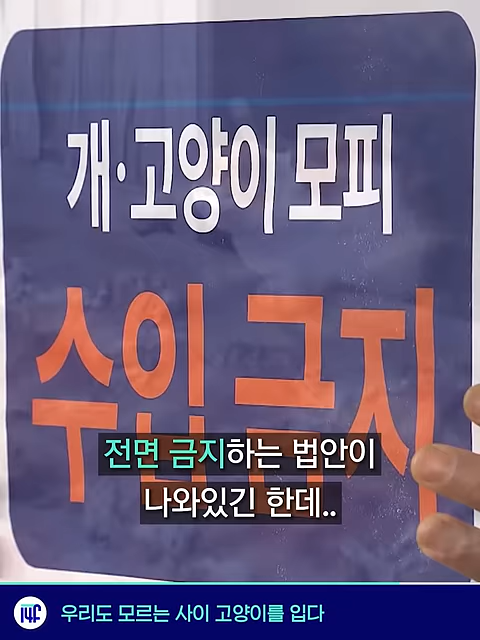 개·고양이 모피
수입 금지
전면 금지하는 법안이
나와있긴 한데..
14F
우리도 모르는 사이 고양이를 입다